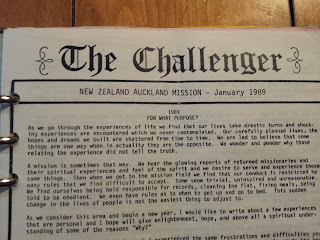 The Challenger
NEW ZEALAND AUCKLAND MISSION - January 1989
1989
FOR WHAT PURPOSE?
As we go through the experiences of life we find that our lives take drastic turns and shock-
ing experiences are encountered which we never contemplated. Our carefully planned lives, the
hopes and dreams we built are shattered from time to time. We are led to believe that some
things are one way when in actuality they are the opposite. We wonder and ponder why those
relating the experience did not tell the truth.
A mission is sometimes that way. We hear the glowing reports of returned missionaries and
their spiritual experiences and feel of the spirit and we desire to serve and experience those
same things. Then when we get to the mission field we find that our conduct is restricted by
easy rules that we find difficult to accept. Some seem trivial, uninspired and unreasonable.
We find ourselves being held responsible for records, cleaning the flat, fixing meals, being
told to be obedient. We even have rules as to when to get up and go to bed. This sudden
change in the lives of people is not the easiest thing to adjust to.
As we consider this area and begin a new year, I would like to write about a few experiences
that are personal and I hope will give enlightenment, hope, and above all a spiritual under-
standing of some of the reasons "Why?"
experienced the same frustrations and difficulties you